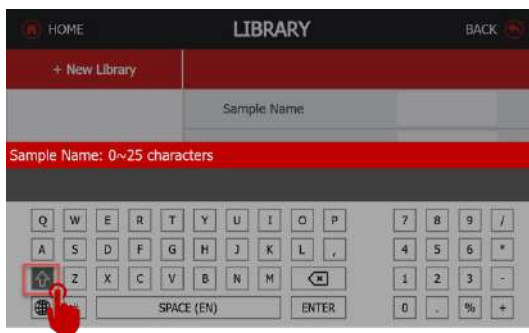 HOME LIBRARY BACK
+ New Library
Sample Name
Sample Name: 0~25 characters
Q W E R T Y U I O P 7 8 9 /
A S D F G H J K L , 4 5 6 *
Z X C V B N M 1 2 3 -
SPACE (EN) ENTER 0 . % +